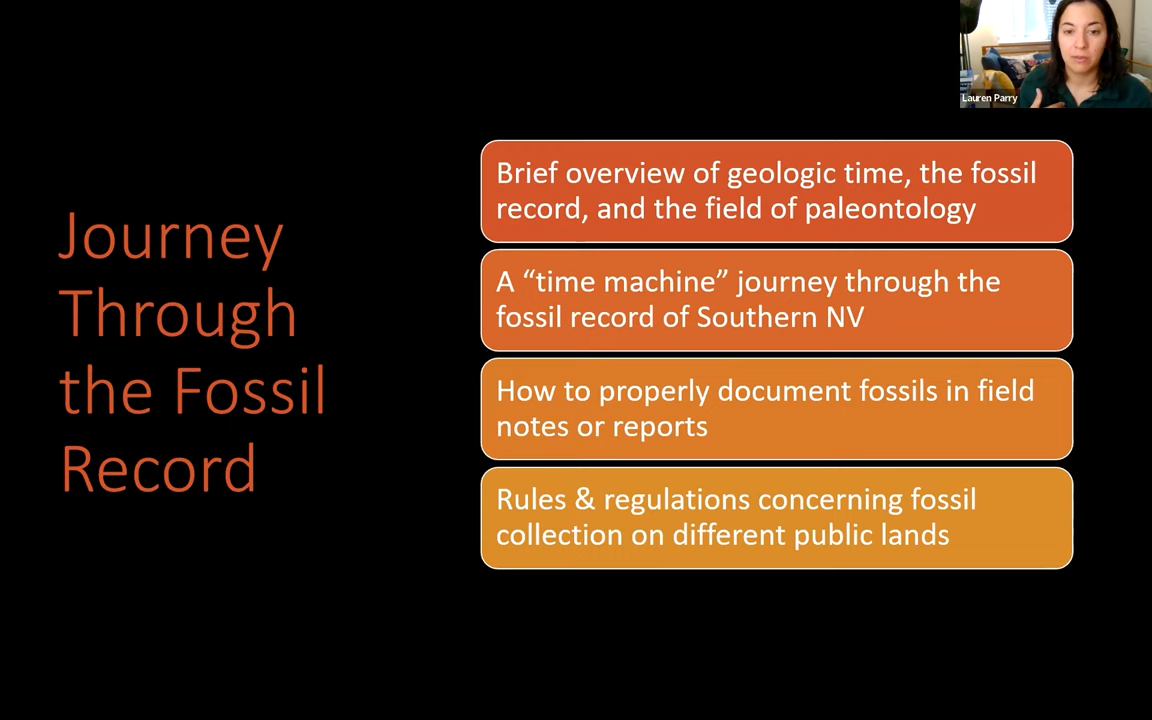 Lauren Parry
Journey
Through
the Fossil
Record
Brief overview of geologic time, the fossil
record, and the field of paleontology
A “time machine” journey through the
fossil record of Southern NV
How to properly document fossils in field
notes or reports
Rules & regulations concerning fossil
collection on different public lands